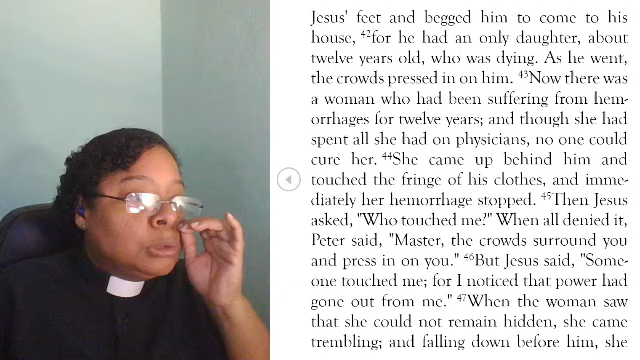 Jesus' feet and begged him to come to his
house, ⁴²for he had an only daughter, about
twelve years old, who was dying. As he went,
the crowds pressed in on him. ⁴³Now there was
a woman who had been suffering from hem-
orrhages for twelve years; and though she had
spent all she had on physicians, no one could
cure her. ⁴⁴She came up behind him and
touched the fringe of his clothes, and imme-
diately her hemorrhage stopped. ⁴⁵Then Jesus
asked, "Who touched me?" When all denied it,
Peter said, "Master, the crowds surround you
and press in on you." ⁴⁶But Jesus said, "Some-
one touched me; for I noticed that power had
gone out from me." ⁴⁷When the woman saw
that she could not remain hidden, she came
trembling; and falling down before him, she